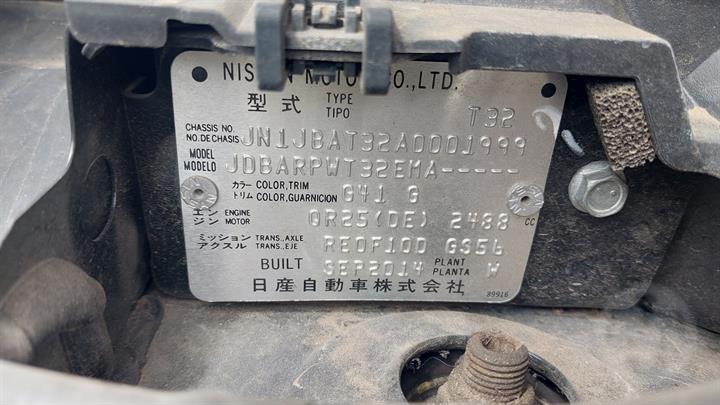 NISSAN MOTOR CO.,LTD.
型式 TYPE TIPO T32
CHASSIS NO. NO.DE CHASIS JN1JBAT32A0001999
MODEL MODELO JDBARPWT32EMA-----
カラー COLOR,TRIM トリム COLOR,GUARNICION G41 G
エンジン ENGINE MOTOR QR25(DE) 2488 CC
ミッション TRANS.,AXLE アクスル TRANS.,EJE RE0F10D GS56
BUILT SEP2014 PLANT PLANTA W
日産自動車株式会社 89916